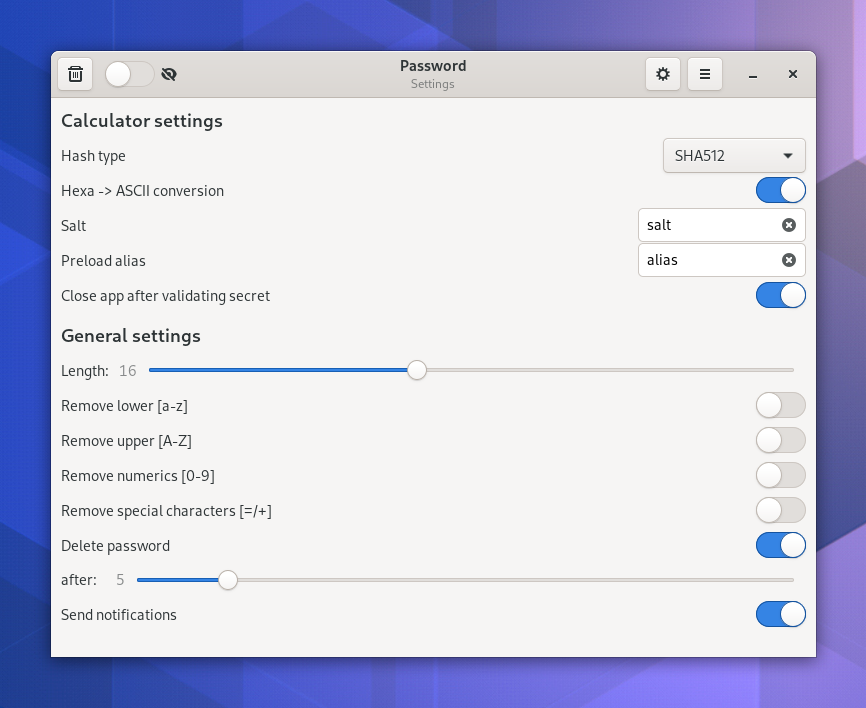 Password
Settings
Calculator settings
Hash type SHA512
Hexa -> ASCII conversion
Salt salt
Preload alias alias
Close app after validating secret
General settings
Length: 16
Remove lower [a-z]
Remove upper [A-Z]
Remove numerics [0-9]
Remove special characters [=/+]
Delete password
after: 5
Send notifications